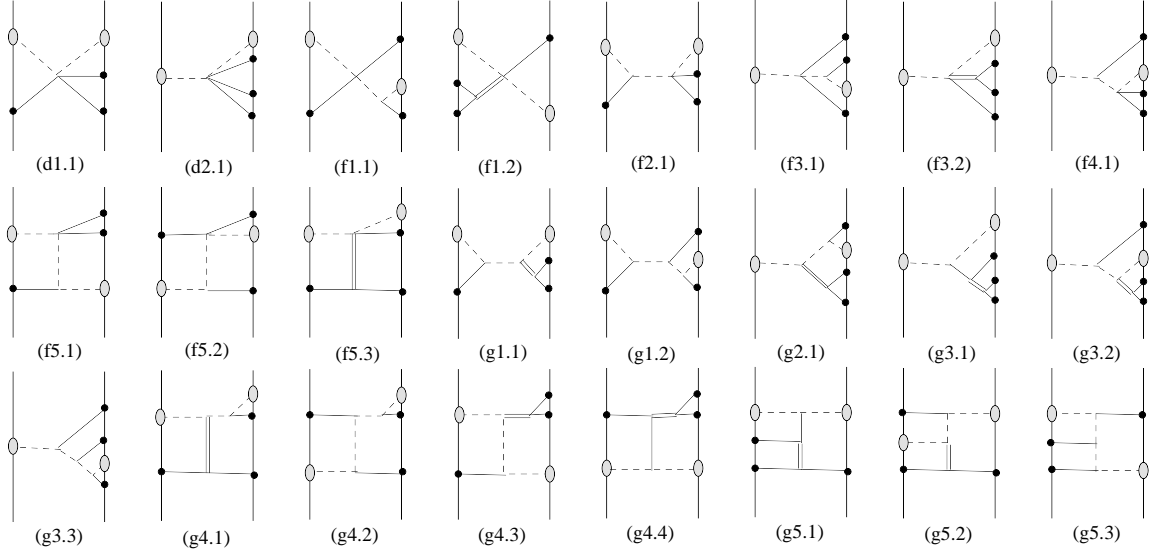 (d1.1) (d2.1) (f1.1) (f1.2) (f2.1) (f3.1) (f3.2) (f4.1)
(f5.1) (f5.2) (f5.3) (g1.1) (g1.2) (g2.1) (g3.1) (g3.2)
(g3.3) (g4.1) (g4.2) (g4.3) (g4.4) (g5.1) (g5.2) (g5.3)